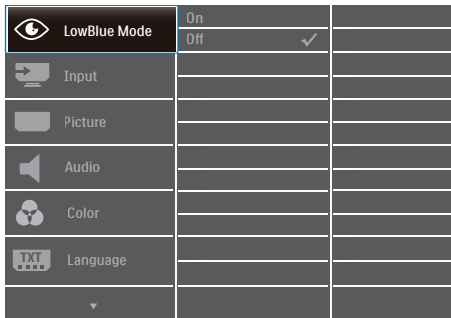 LowBlue Mode
On
Off
Input
Picture
Audio
Color
TXT
Language